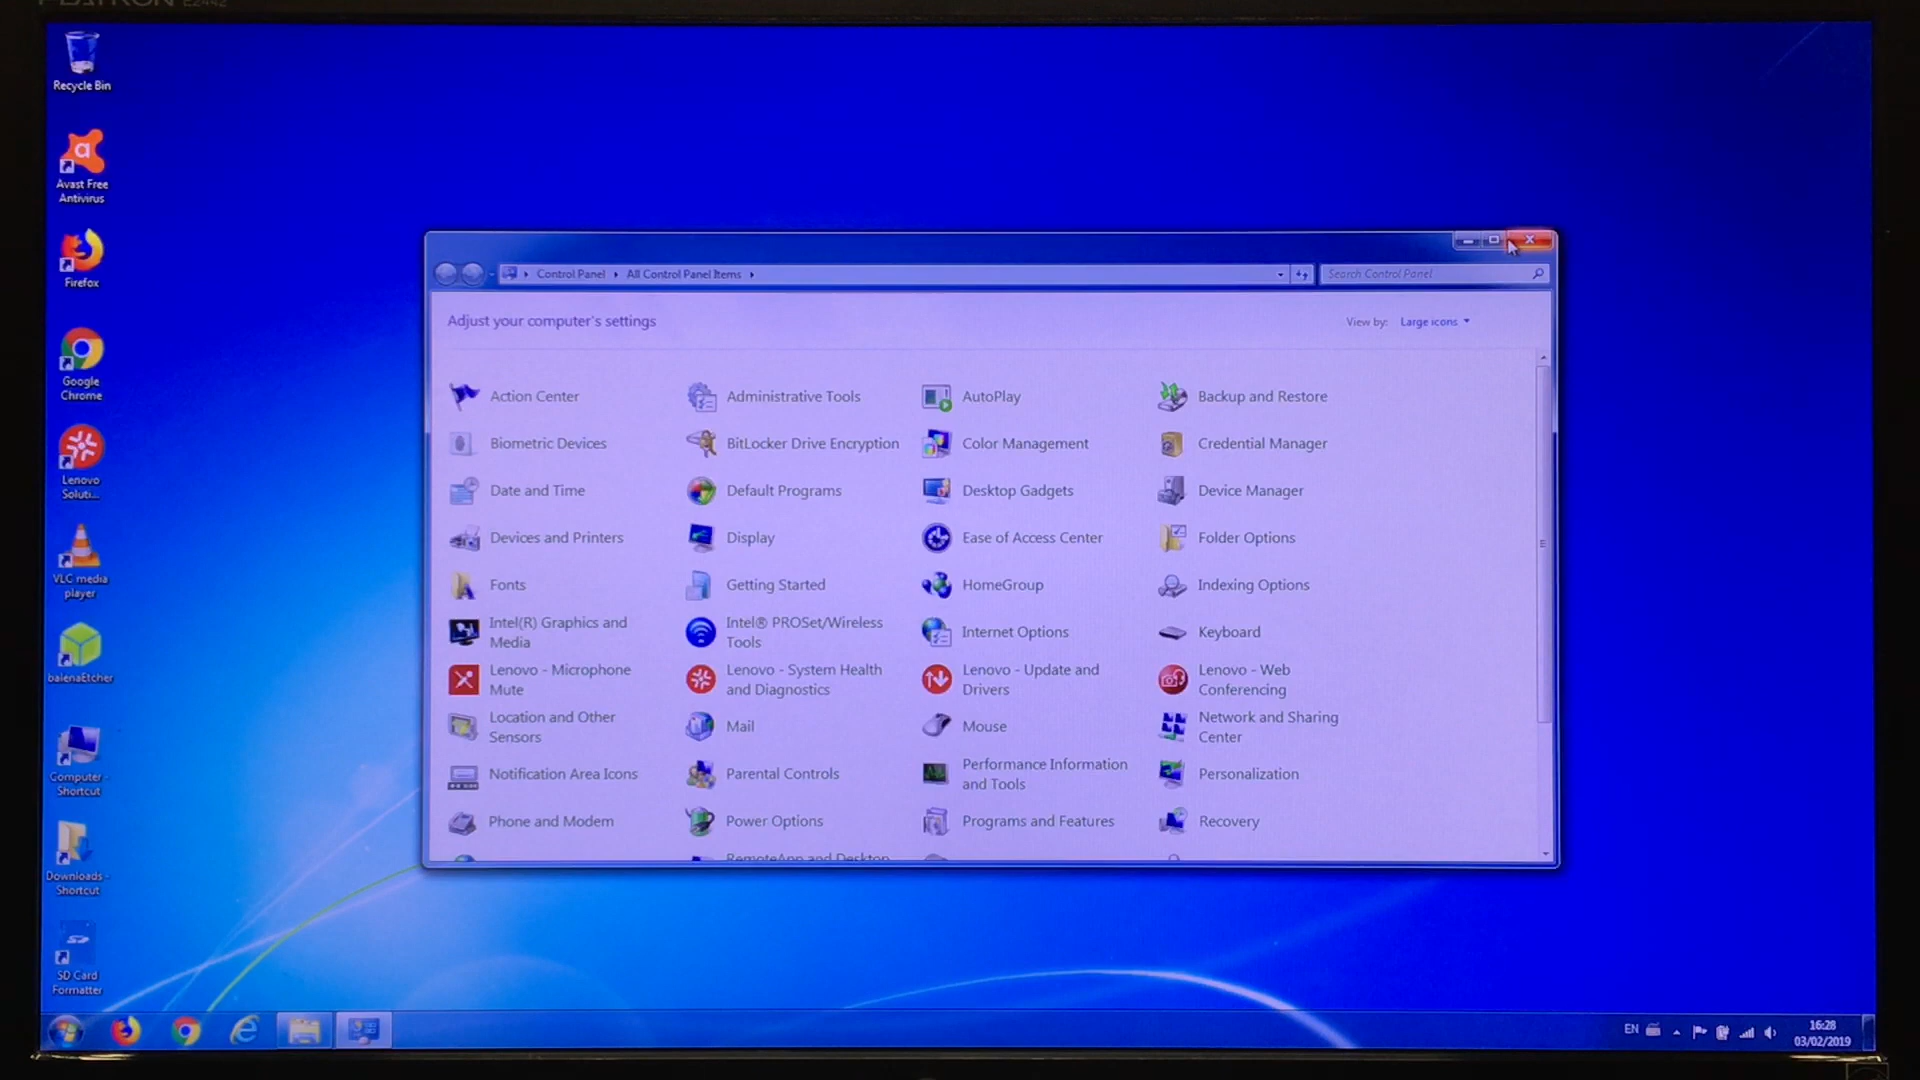 E2442
Recycle Bin
Avast Free
Antivirus
Firefox
Google
Chrome
Lenovo
Soluti...
VLC media
player
balenaEtcher
Computer -
Shortcut
Downloads -
Shortcut
SD Card
Formatter
Control Panel
All Control Panel Items
Search Control Panel
Adjust your computer's settings
View by: Large icons
Action Center
Administrative Tools
AutoPlay
Backup and Restore
Biometric Devices
BitLocker Drive Encryption
Color Management
Credential Manager
Date and Time
Default Programs
Desktop Gadgets
Device Manager
Devices and Printers
Display
Ease of Access Center
Folder Options
Fonts
Getting Started
HomeGroup
Indexing Options
Intel(R) Graphics and
Media
Intel® PROSet/Wireless
Tools
Internet Options
Keyboard
Lenovo - Microphone
Mute
Lenovo - System Health
and Diagnostics
Lenovo - Update and
Drivers
Lenovo - Web
Conferencing
Location and Other
Sensors
Mail
Mouse
Network and Sharing
Center
Notification Area Icons
Parental Controls
Performance Information
and Tools
Personalization
Phone and Modem
Power Options
Programs and Features
Recovery
RemoteApp and Desktop
EN
16:28
03/02/2019